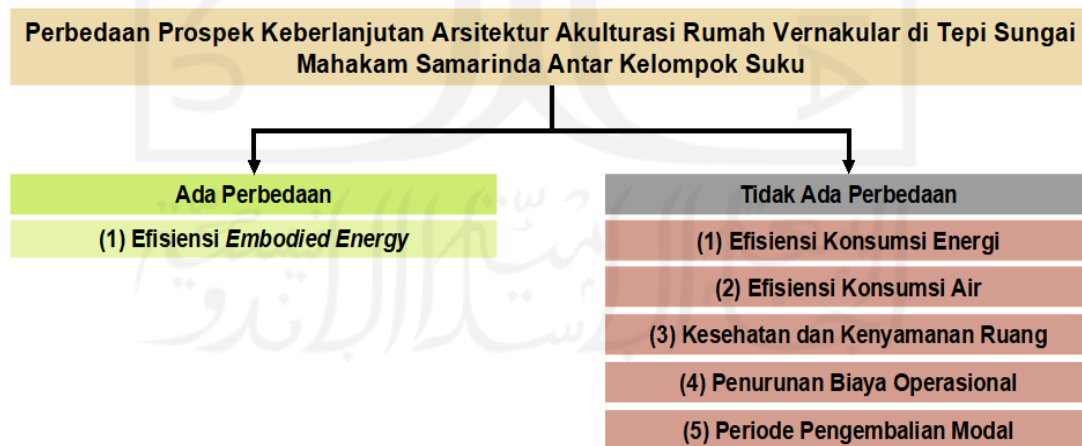 Perbedaan Prospek Keberlanjutan Arsitektur Akulturasi Rumah Vernakular di Tepi Sungai
Mahakam Samarinda Antar Kelompok Suku
Ada Perbedaan
(1) Efisiensi Embodied Energy
Tidak Ada Perbedaan
(1) Efisiensi Konsumsi Energi
(2) Efisiensi Konsumsi Air
(3) Kesehatan dan Kenyamanan Ruang
(4) Penurunan Biaya Operasional
(5) Periode Pengembalian Modal